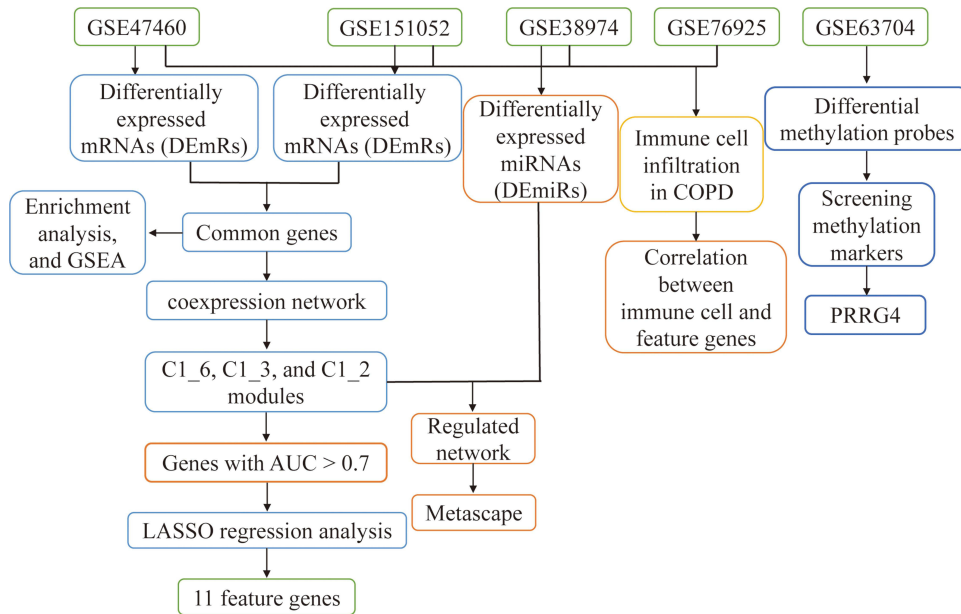 GSE47460
GSE151052
GSE38974
GSE76925
GSE63704
Differentially
expressed
mRNAs (DEmRs)
Differentially
expressed
mRNAs (DEmRs)
Differentially
expressed
miRNAs
(DEmiRs)
Immune cell
infiltration
in COPD
Differential
methylation probes
Enrichment
analysis,
and GSEA
Common genes
Screening
methylation
markers
Correlation
between
immune cell and
feature genes
coexpression network
PRRG4
C1_6, C1_3, and C1_2
modules
Regulated
network
Genes with AUC > 0.7
Metascape
LASSO regression analysis
11 feature genes